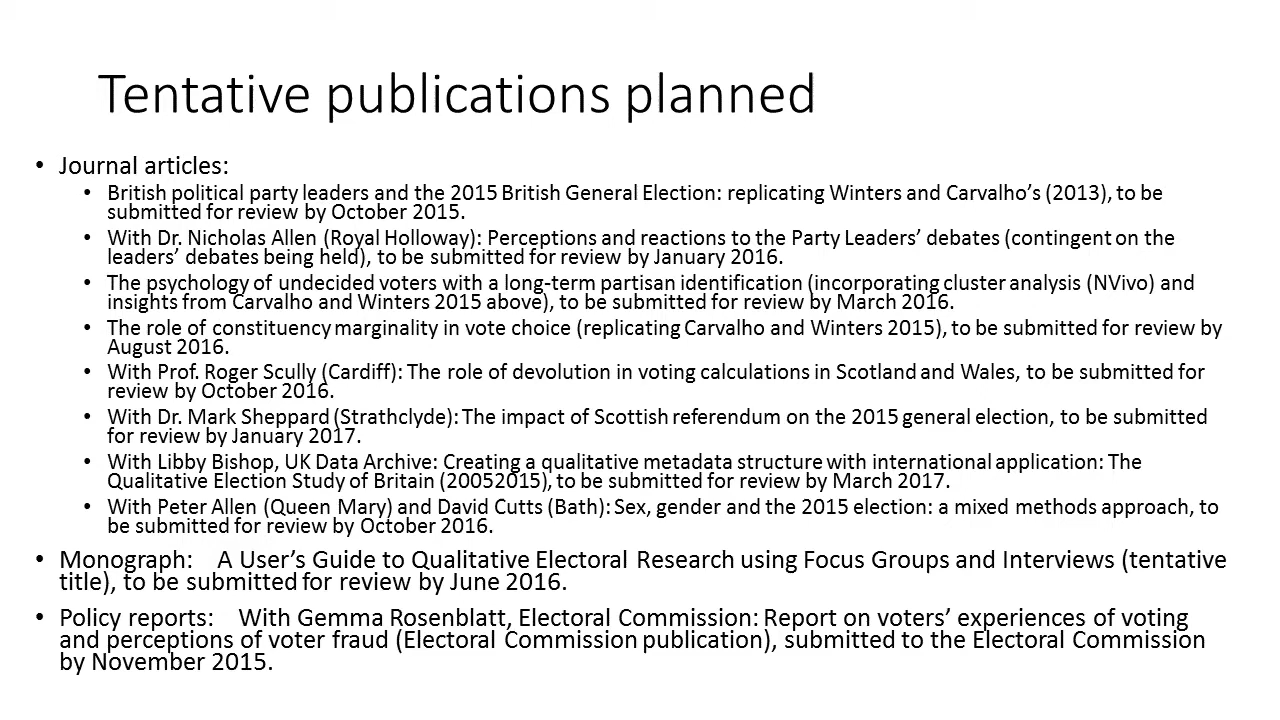 Tentative publications planned
• Journal articles:
• British political party leaders and the 2015 British General Election: replicating Winters and Carvalho’s (2013), to be
submitted for review by October 2015.
• With Dr. Nicholas Allen (Royal Holloway): Perceptions and reactions to the Party Leaders’ debates (contingent on the
leaders’ debates being held), to be submitted for review by January 2016.
• The psychology of undecided voters with a long-term partisan identification (incorporating cluster analysis (NVivo) and
insights from Carvalho and Winters 2015 above), to be submitted for review by March 2016.
• The role of constituency marginality in vote choice (replicating Carvalho and Winters 2015), to be submitted for review by
August 2016.
• With Prof. Roger Scully (Cardiff): The role of devolution in voting calculations in Scotland and Wales, to be submitted for
review by October 2016.
• With Dr. Mark Sheppard (Strathclyde): The impact of Scottish referendum on the 2015 general election, to be submitted
for review by January 2017.
• With Libby Bishop, UK Data Archive: Creating a qualitative metadata structure with international application: The
Qualitative Election Study of Britain (20052015), to be submitted for review by March 2017.
• With Peter Allen (Queen Mary) and David Cutts (Bath): Sex, gender and the 2015 election: a mixed methods approach, to
be submitted for review by October 2016.
• Monograph: A User’s Guide to Qualitative Electoral Research using Focus Groups and Interviews (tentative
title), to be submitted for review by June 2016.
• Policy reports: With Gemma Rosenblatt, Electoral Commission: Report on voters’ experiences of voting
and perceptions of voter fraud (Electoral Commission publication), submitted to the Electoral Commission
by November 2015.